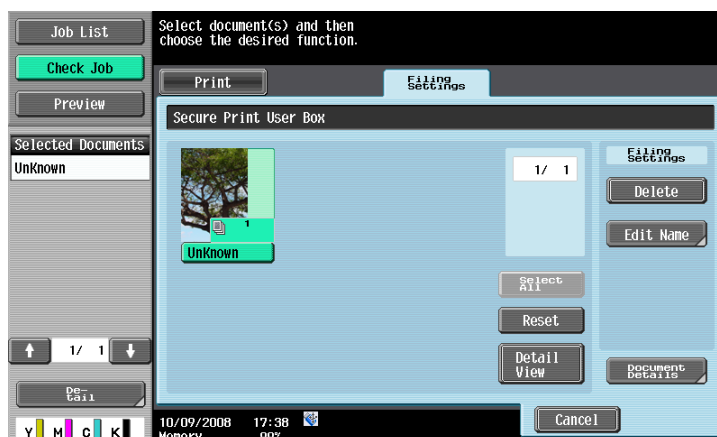 Job List
Check Job
Preview
Selected Documents
UnKnown
1/ 1
De-
tail
Y M C K
Select document(s) and then
choose the desired function.
Print
Filing
Settings
Secure Print User Box
1
UnKnown
1/ 1
Select
All
Reset
Detail
View
Filing
Settings
Delete
Edit Name
Document
Details
10/09/2008 17:38
Memory
Cancel